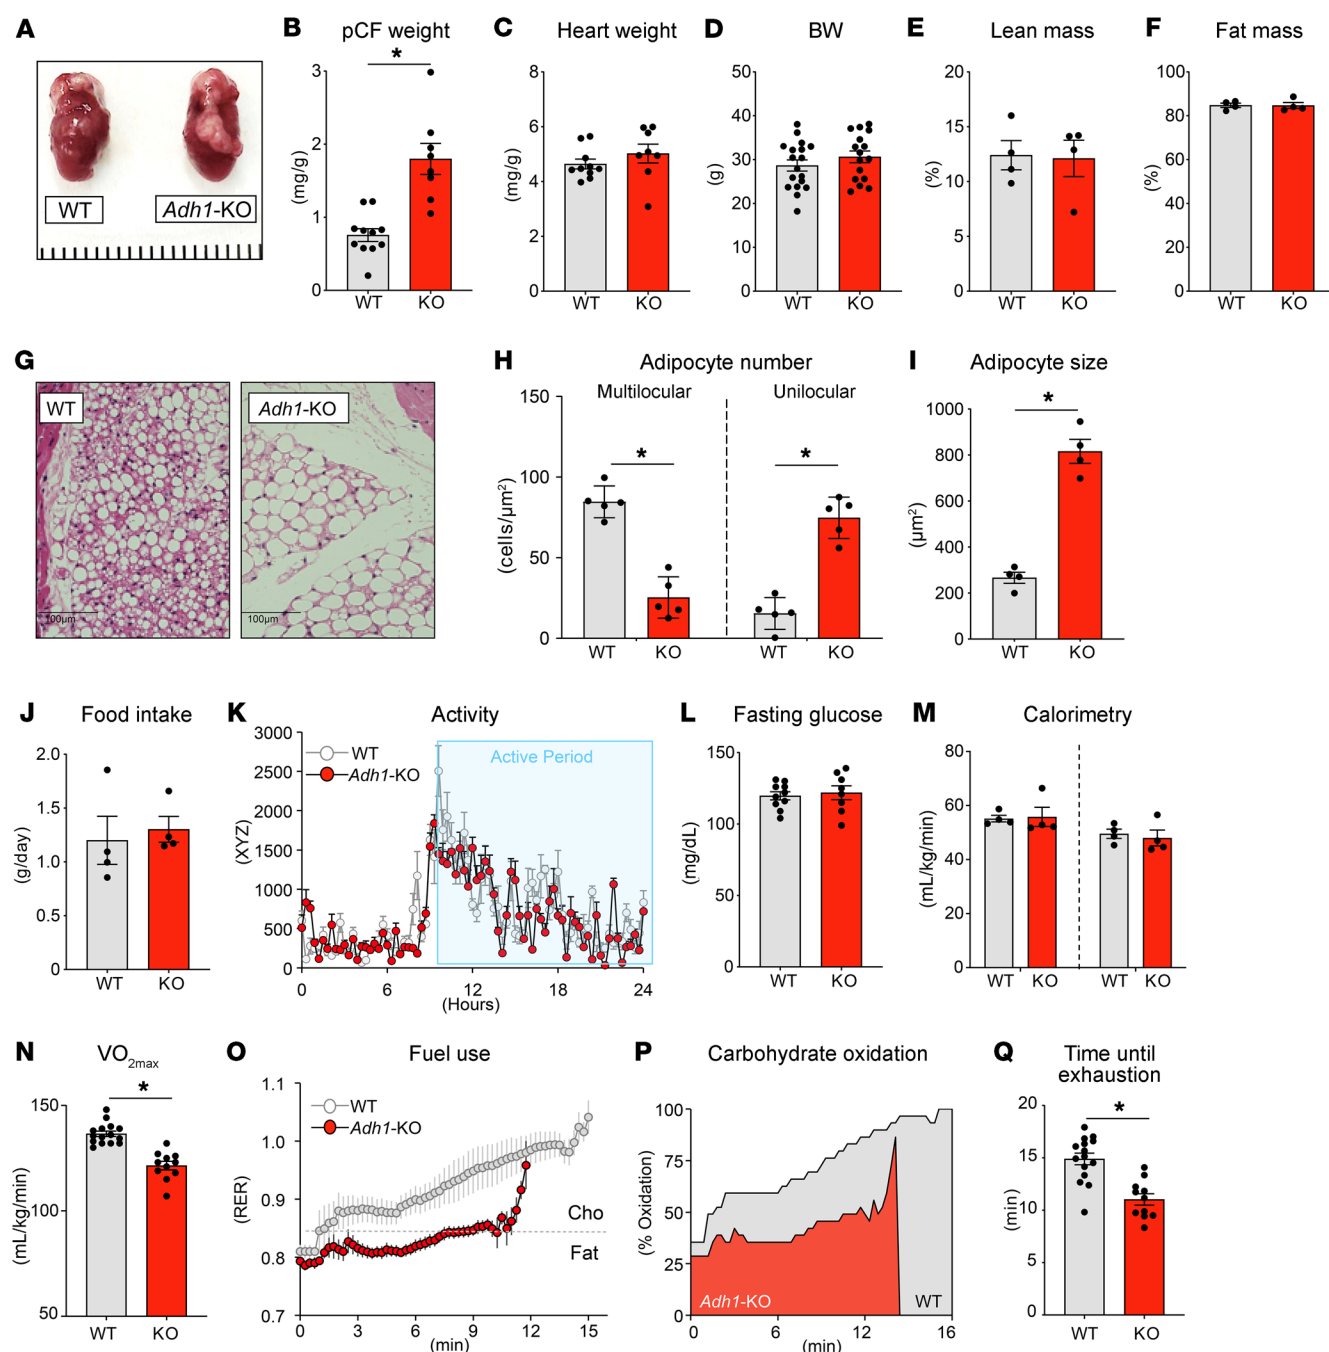 A
WT
Adh1-KO
B
pCF weight
*
3
2
1
0
(mg/g)
WT
KO
C
Heart weight
8
6
4
2
0
(mg/g)
WT
KO
D
BW
50
40
30
20
10
0
(g)
WT
KO
E
Lean mass
20
15
10
5
0
(%)
WT
KO
F
Fat mass
100
80
60
40
20
0
(%)
WT
KO
G
WT
100μm
Adh1-KO
100μm
H
Adipocyte number
Multilocular
Unilocular
150
100
50
0
(cells/μm²)
*
*
WT
KO
WT
KO
I
Adipocyte size
*
1000
800
600
400
200
0
(μm²)
WT
KO
J
Food intake
2.0
1.5
1.0
0.5
0
(g/day)
WT
KO
K
Activity
3000
2500
2000
1500
1000
500
0
(XYZ)
WT
Adh1-KO
Active Period
0
6
12
18
24
(Hours)
L
Fasting glucose
150
100
50
0
(mg/dL)
WT
KO
M
Calorimetry
80
60
40
20
0
(mL/kg/min)
WT
KO
WT
KO
N
VO2max
*
150
100
50
(mL/kg/min)
WT
KO
O
Fuel use
1.1
1.0
0.9
0.8
0.7
(RER)
WT
Adh1-KO
Cho
Fat
0
3
6
9
12
15
(min)
P
Carbohydrate oxidation
100
75
50
25
0
(% Oxidation)
Adh1-KO
WT
0
6
12
16
(min)
Q
Time until
exhaustion
*
20
15
10
5
0
(min)
WT
KO